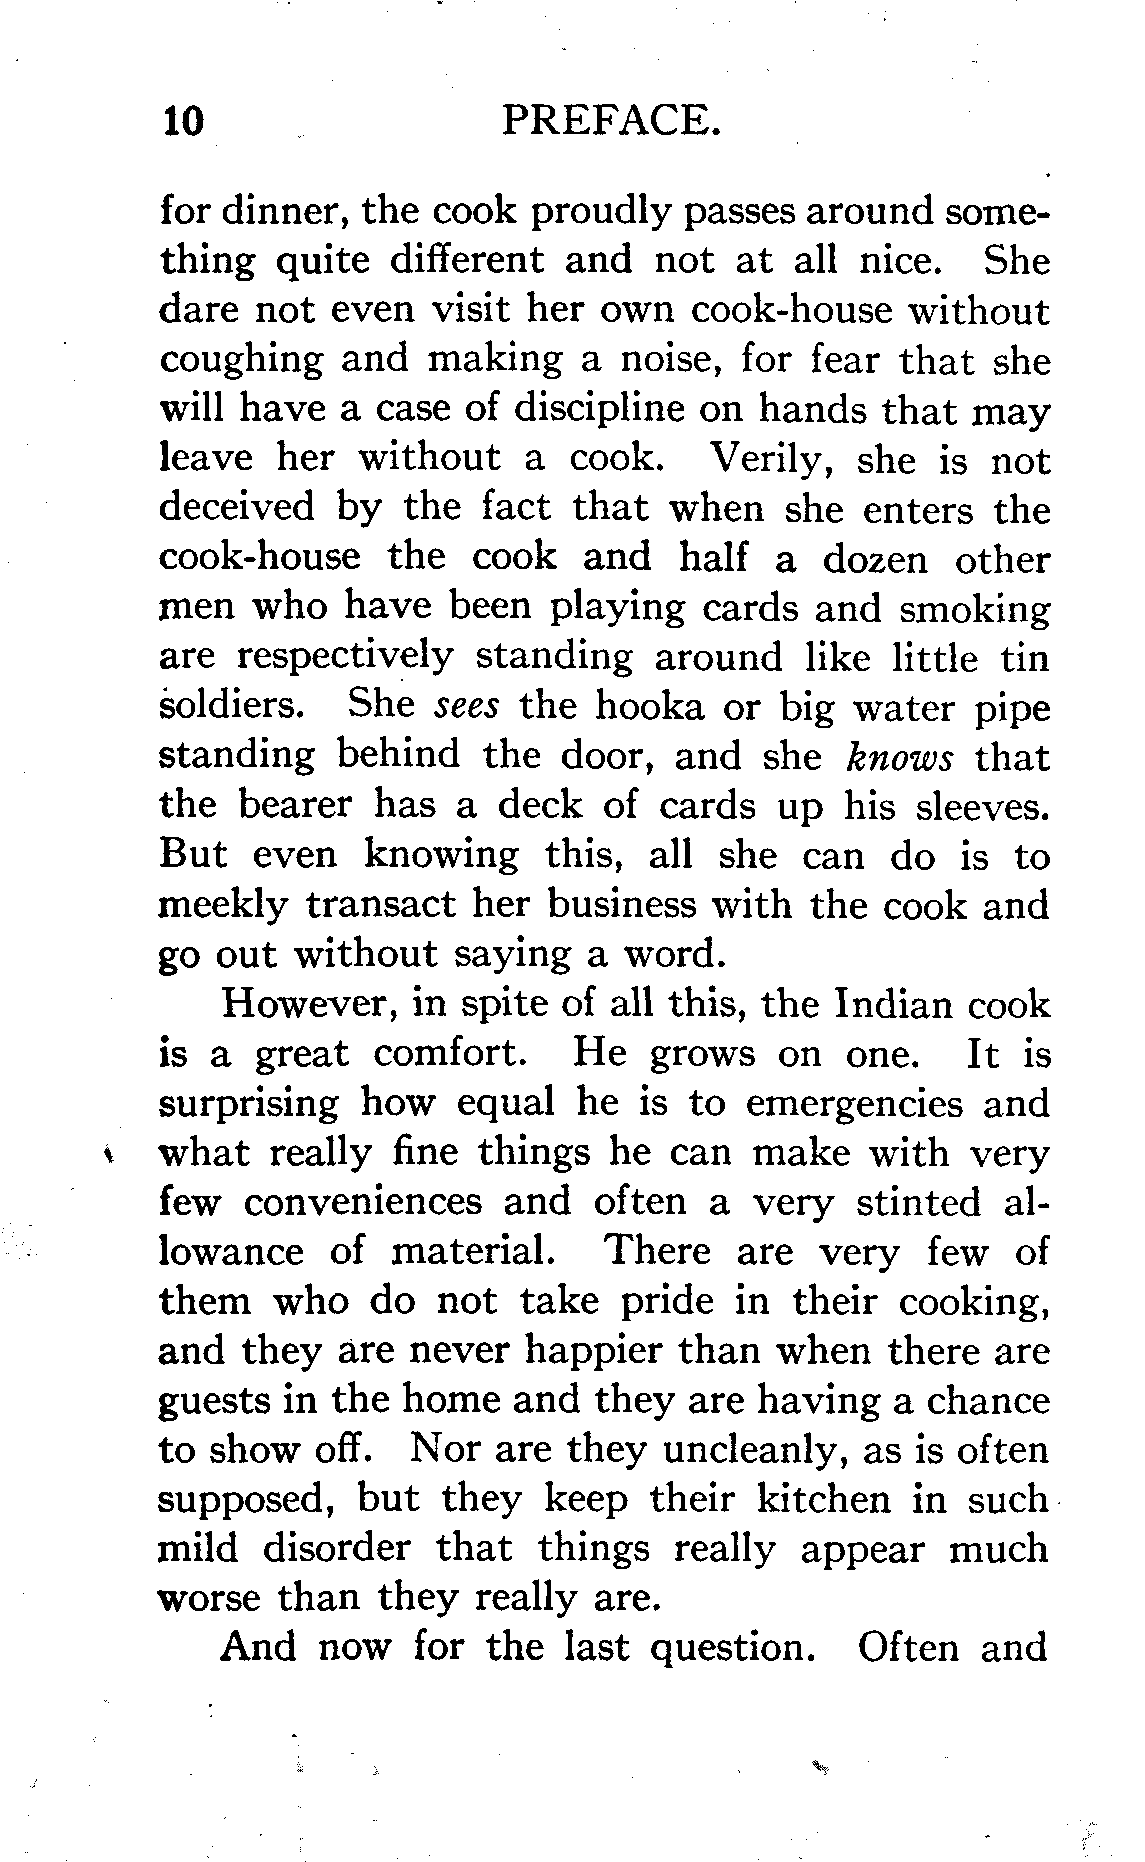 10 PREFACE.
for dinner, the cook proudly passes around some-
thing quite different and not at all nice. She
dare not even visit her own cook-house without
coughing and making a noise, for fear that she
will have a case of discipline on hands that may
leave her without a cook. Verily, she is not
deceived by the fact that when she enters the
cook-house the cook and half a dozen other
men who have been playing cards and smoking
are respectively standing around like little tin
soldiers. She sees the hooka or big water pipe
standing behind the door, and she knows that
the bearer has a deck of cards up his sleeves.
But even knowing this, all she can do is to
meekly transact her business with the cook and
go out without saying a word.
However, in spite of all this, the Indian cook
is a great comfort. He grows on one. It is
surprising how equal he is to emergencies and
what really fine things he can make with very
few conveniences and often a very stinted al-
lowance of material. There are very few of
them who do not take pride in their cooking,
and they are never happier than when there are
guests in the home and they are having a chance
to show off. Nor are they uncleanly, as is often
supposed, but they keep their kitchen in such
mild disorder that things really appear much
worse than they really are.
And now for the last question. Often and